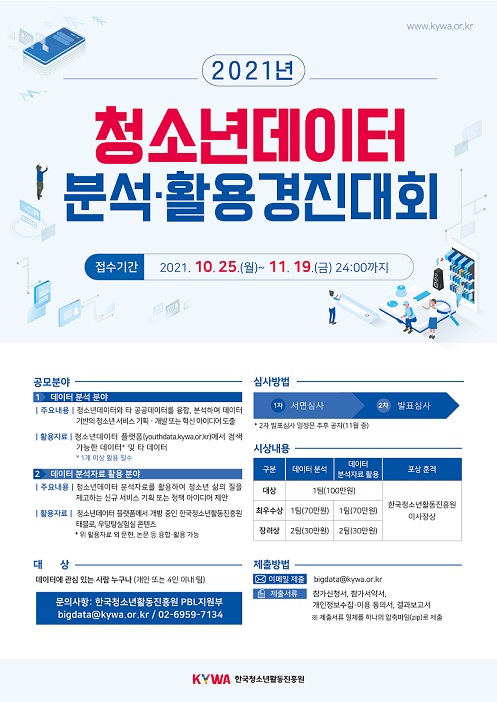 www.kywa.or.kr
2021년
청소년데이터
분석·활용경진대회
접수기간 2021. 10. 25.(월)~ 11. 19.(금) 24:00까지
공모분야
1 데이터 분석 분야
| 주요내용 | 청소년데이터와 타 공공데이터를 융합, 분석하여 데이터
기반의 청소년 서비스 기획·개발 또는 혁신 아이디어 도출
| 활용자료 | 청소년데이터 플랫폼(youthdata.kywa.or.kr)에서 검색
가능한 데이터* 및 타 데이터
* 1개 이상 활용 필수
2 데이터 분석자료 활용 분야
| 주요내용 | 청소년데이터 분석자료를 활용하여 청소년 삶의 질을
제고하는 신규 서비스 기획 또는 정책 아이디어 제안
| 활용자료 | 청소년데이터 플랫폼에서 개방 중인 한국청소년활동진흥원
태블로, 우당탕실험실 콘텐츠
* 위 활용자료 외 문헌, 논문 등 융합·활용 가능
대 상
데이터에 관심 있는 사람 누구나 (개인 또는 4인 이내 팀)
문의사항: 한국청소년활동진흥원 PBL지원부
bigdata@kywa.or.kr / 02-6959-7134
심사방법
1차 서면심사 2차 발표심사
* 2차 발표심사 일정은 추후 공지(11월 중)
시상내용
구분 데이터 분석 데이터 분석자료 활용 포상 훈격
대상 1팀(100만원) 한국청소년활동진흥원 이사장상
최우수상 1팀(70만원) 1팀(70만원)
장려상 2팀(30만원) 2팀(30만원)
제출방법
이메일 제출 bigdata@kywa.or.kr
제출서류 참가신청서, 참가서약서,
개인정보수집·이용 동의서, 결과보고서
※ 제출서류 일체를 하나의 압축파일(zip)로 제출
KYWA 한국청소년활동진흥원